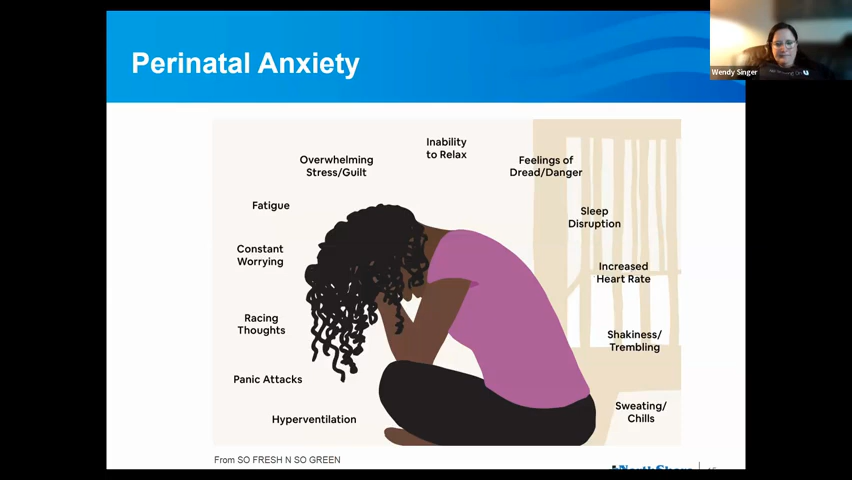 Perinatal Anxiety
Wendy Singer
Inability
to Relax
Overwhelming
Stress/Guilt
Feelings of
Dread/Danger
Fatigue
Sleep
Disruption
Constant
Worrying
Increased
Heart Rate
Racing
Thoughts
Shakiness/
Trembling
Panic Attacks
Sweating/
Chills
Hyperventilation
From SO FRESH N SO GREEN